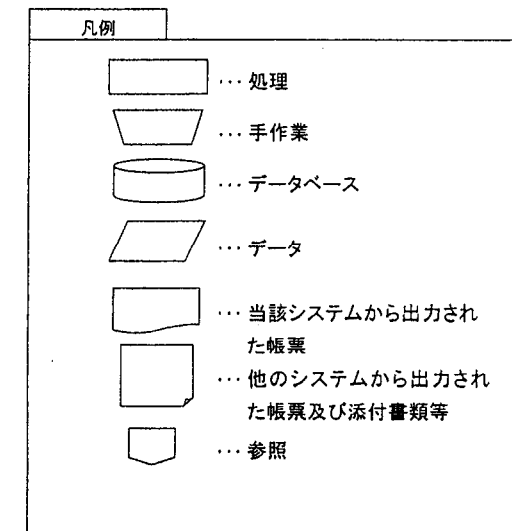 凡例
··· 処理
··· 手作業
··· データベース
··· データ
··· 当該システムから出力され
た帳票
··· 他のシステムから出力され
た帳票及び添付書類等
··· 参照